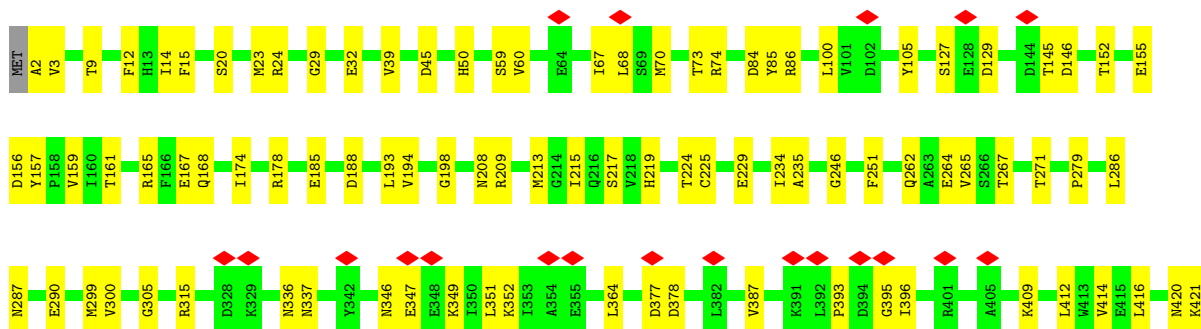 MET A2 V3 T9 F12 H13 I14 F15 S20 M23 R24 G29 E32 V39 D45 H50 S59 V60 E64 I67 L68 S69 M70 T73 R74 D84 Y85 R86 L100 V101 D102 Y105 S127 E128 D129 D144 T145 D146 T152 E155
D156 Y157 P158 V159 I160 T161 R165 F166 E167 Q168 I174 R178 E185 D188 L193 V194 G198 N208 R209 M213 G214 I215 Q216 S217 V218 H219 T224 C225 E229 I234 A235 G246 F251 Q262 A263 E264 V265 S266 T267 T271 P279 L286
N287 E290 M299 V300 G305 R315 D328 K329 N336 N337 Y342 N346 E347 E348 K349 I350 L351 K352 I353 A354 E355 L364 D377 D378 L382 V387 K391 L392 P393 D394 G395 I396 R401 A405 K409 L412 W413 V414 E415 L416 N420 K421